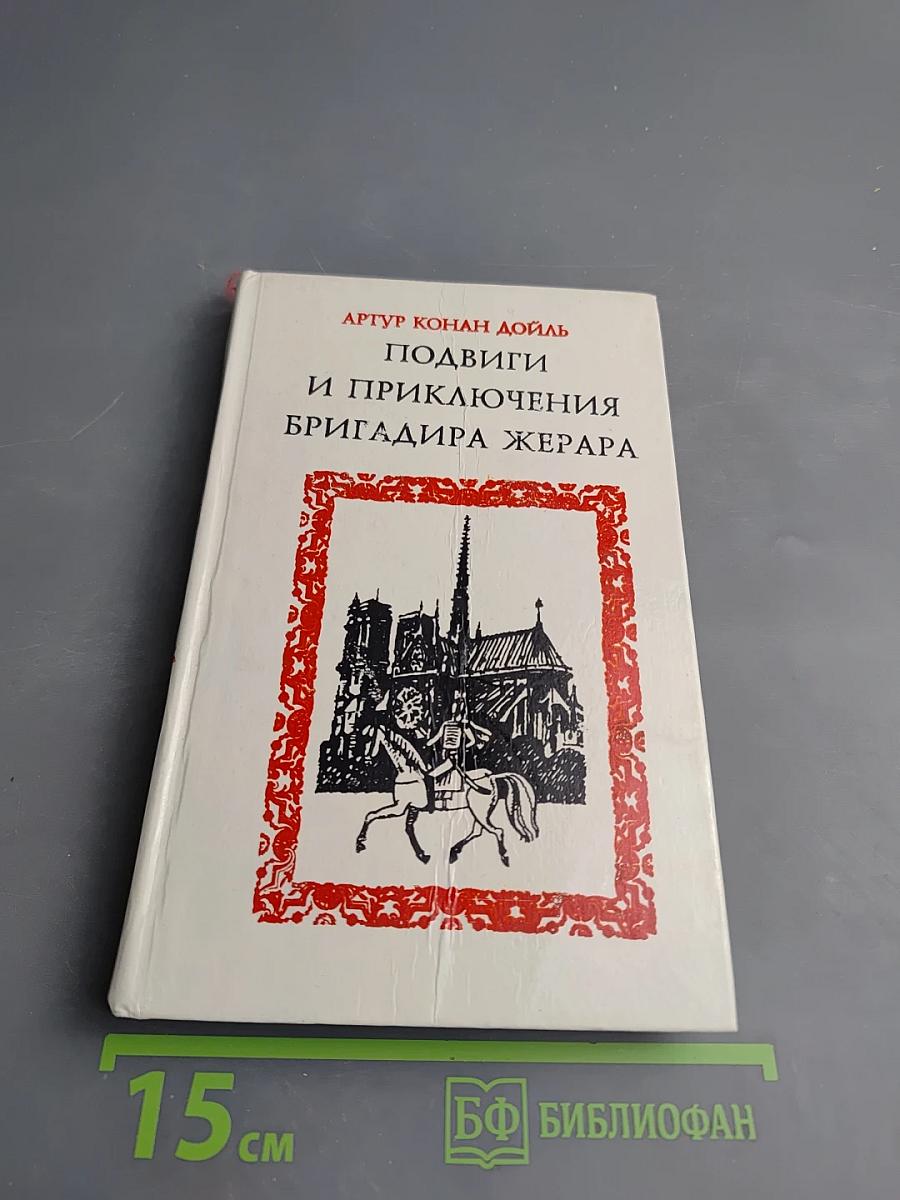 АРТУР КОНАН ДОЙЛЬ
ПОДВИГИ
И ПРИКЛЮЧЕНИЯ
БРИГАДИРА ЖЕРАРА
15 см
БФ БИБЛИОФАН